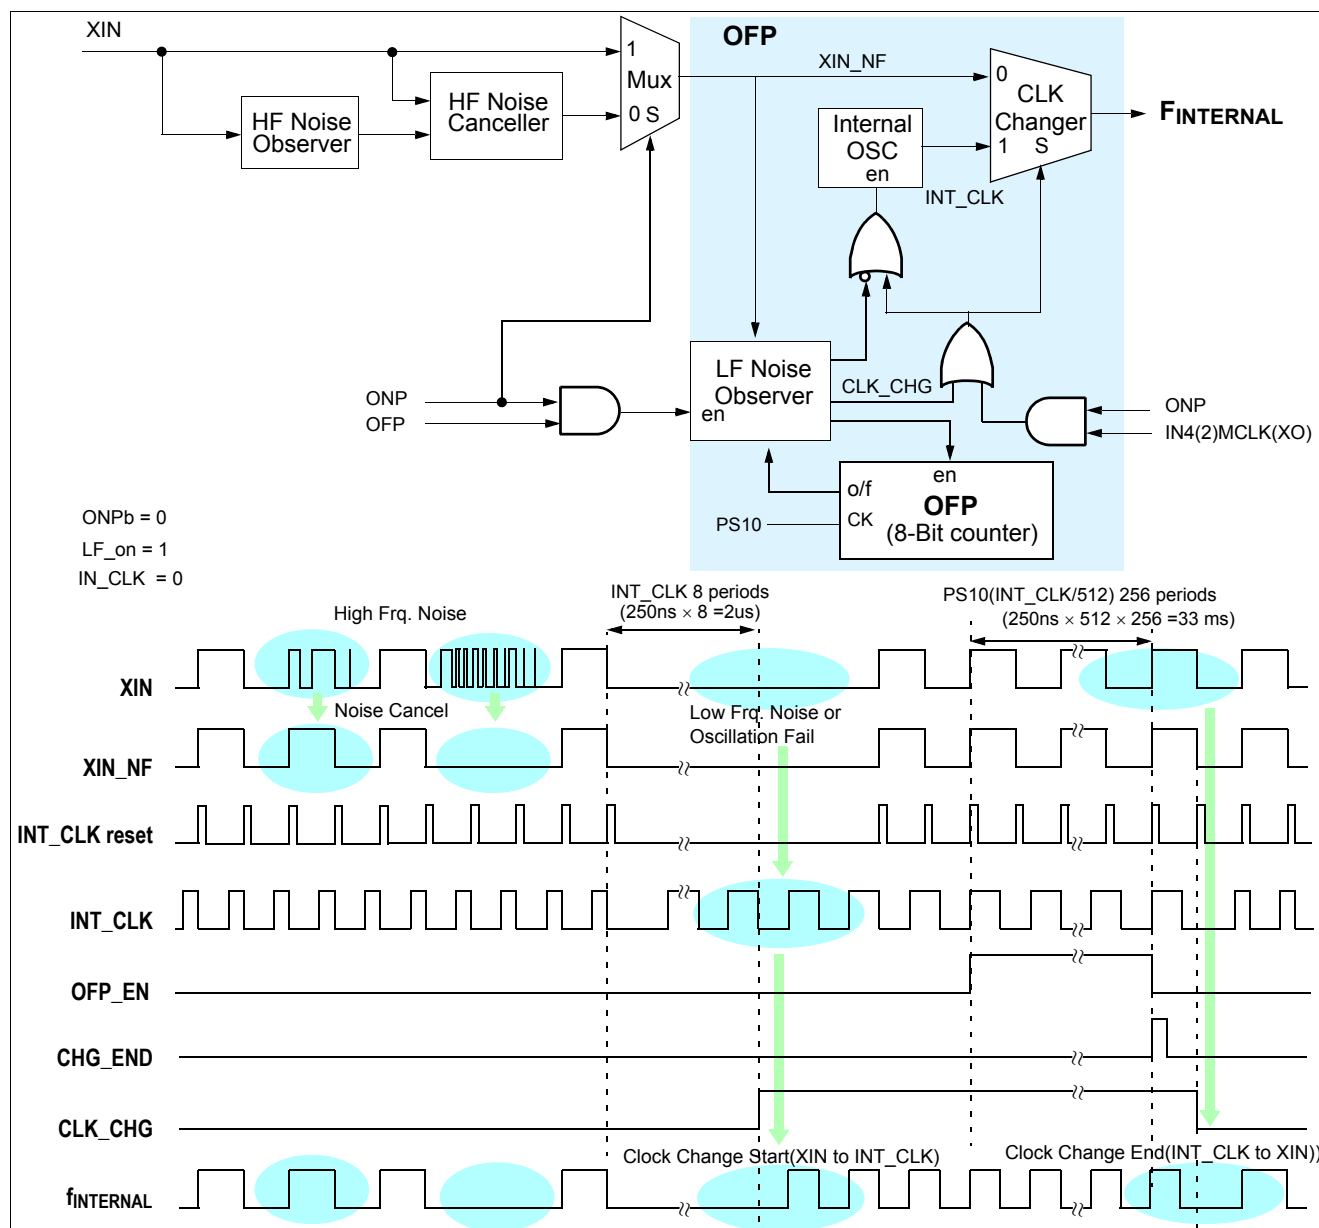 XIN
OFP
1
Mux
0 S
XIN_NF
0
CLK
Changer
1 S
FINTERNAL
HF Noise
Observer
HF Noise
Canceller
Internal
OSC
en
INT_CLK
LF Noise
Observer
en
CLK_CHG
ONP
OFP
ONP
IN4(2)MCLK(XO)
en
o/f
OFP
CK
(8-Bit counter)
PS10
ONPb = 0
LF_on = 1
IN_CLK = 0
High Frq. Noise
INT_CLK 8 periods
(250ns × 8 =2us)
PS10(INT_CLK/512) 256 periods
(250ns × 512 × 256 =33 ms)
XIN
Noise Cancel
Low Frq. Noise or
Oscillation Fail
XIN_NF
INT_CLK reset
INT_CLK
OFP_EN
CHG_END
CLK_CHG
Clock Change Start(XIN to INT_CLK)
Clock Change End(INT_CLK to XIN))
fINTERNAL